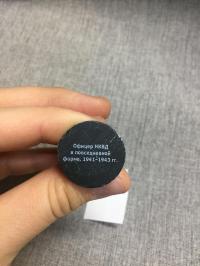 Офицер НКВД
в повседневной
форме, 1941-1943 гг.